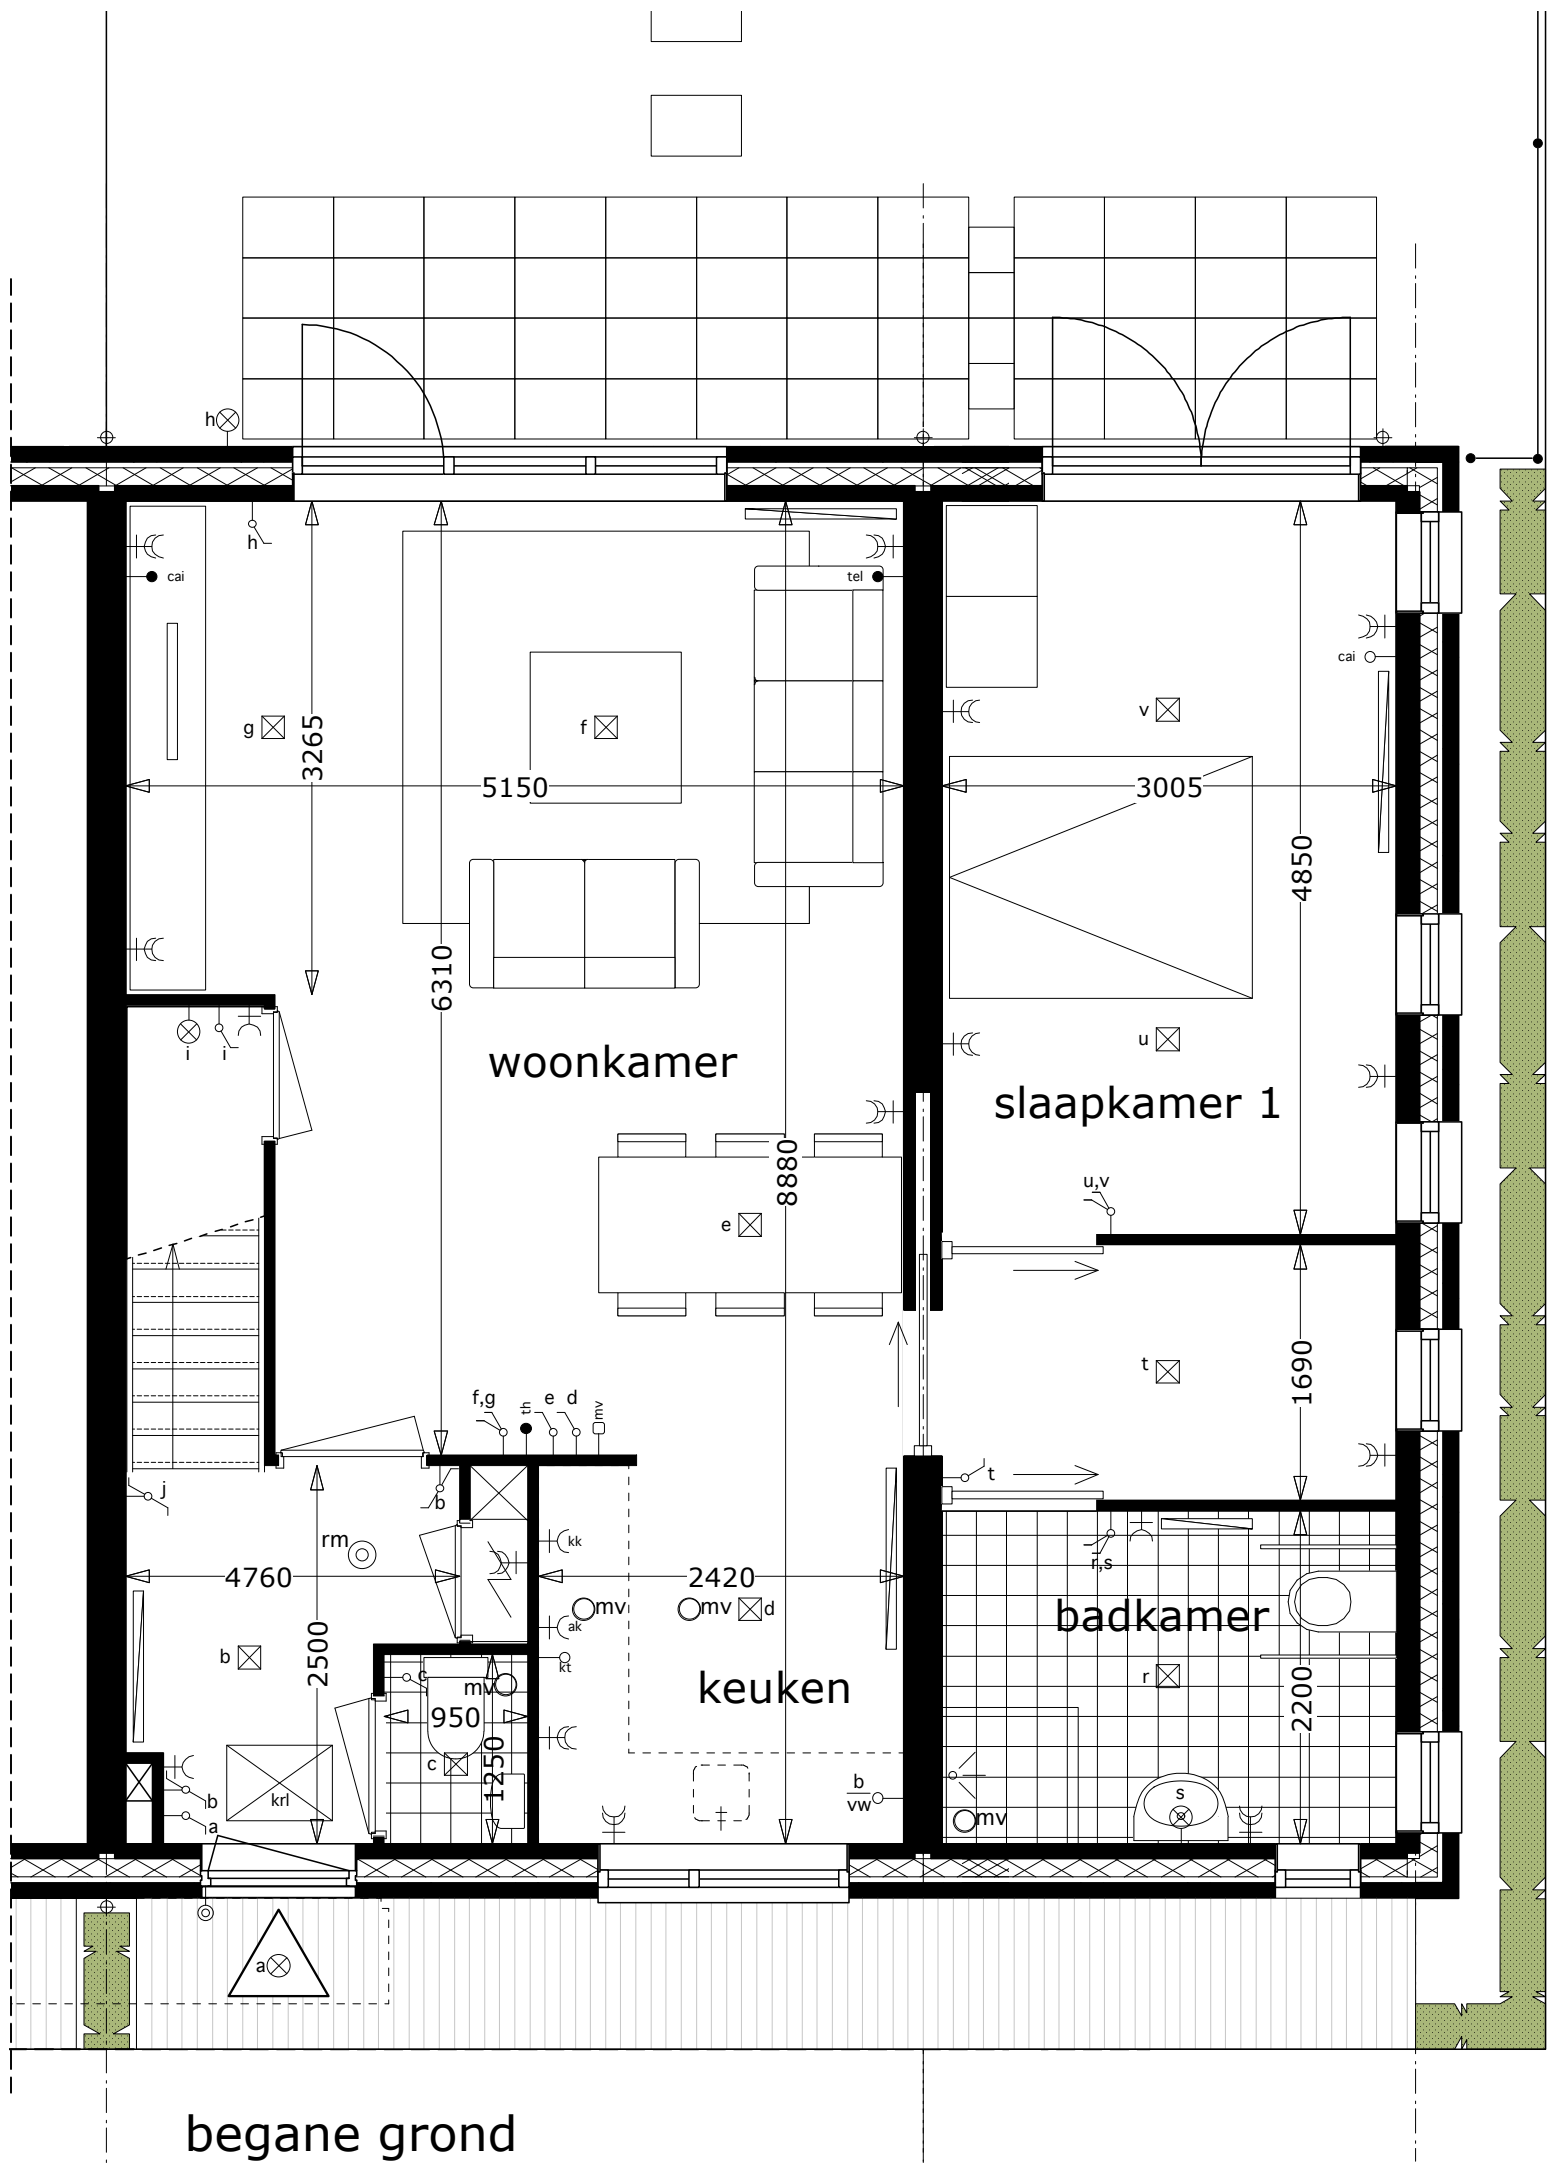 h
h
cai
tel
cai
g
f
v
3265
5150
3005
4850
6310
u
i
i
woonkamer
slaapkamer 1
8880
u,v
e
t
1690
f,g
th
e
d
mv
j
b
t
rm
kk
r,s
4760
2420
mv
mv
d
badkamer
ak
b
2500
kt
c
mv
r
keuken
2200
950
c
1250
krl
b
b
vw
s
a
mv
a
begane grond